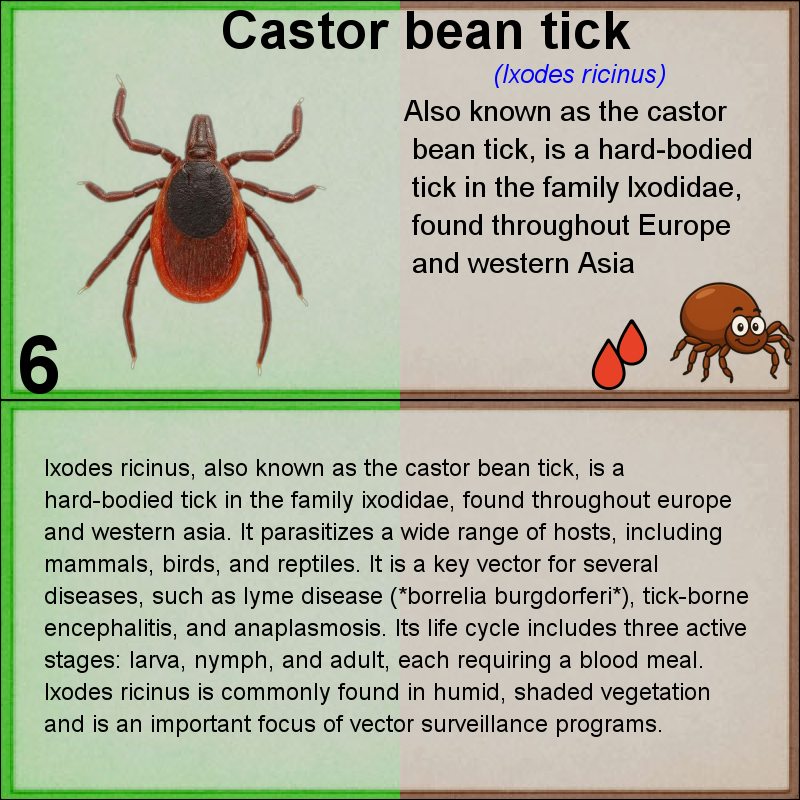 Castor bean tick
(Ixodes ricinus)
Also known as the castor
bean tick, is a hard-bodied
tick in the family Ixodidae,
found throughout Europe
and western Asia
6
Ixodes ricinus, also known as the castor bean tick, is a
hard-bodied tick in the family ixodidae, found throughout europe
and western asia. It parasitizes a wide range of hosts, including
mammals, birds, and reptiles. It is a key vector for several
diseases, such as lyme disease (*borrelia burgdorferi*), tick-borne
encephalitis, and anaplasmosis. Its life cycle includes three active
stages: larva, nymph, and adult, each requiring a blood meal.
Ixodes ricinus is commonly found in humid, shaded vegetation
and is an important focus of vector surveillance programs.